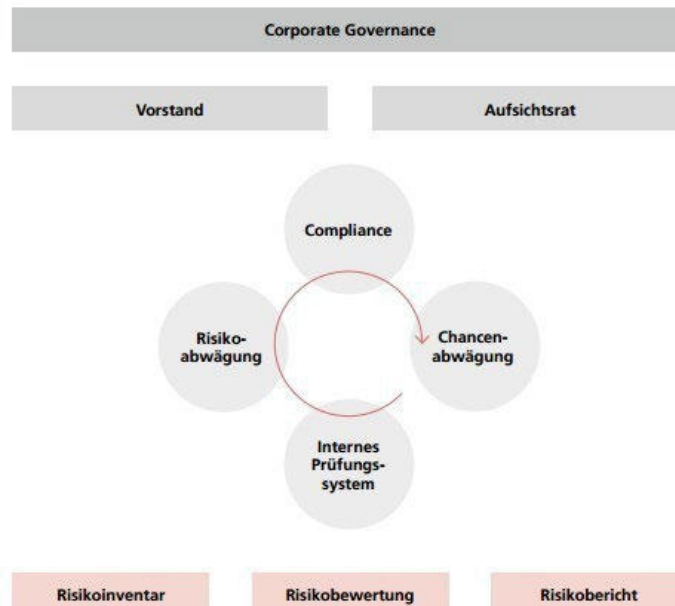 Corporate Governance
Vorstand
Aufsichtsrat
Compliance
Risiko-
abwägung
Chancen-
abwägung
Internes
Prüfungs-
system
Risikoinventar
Risikobewertung
Risikobericht